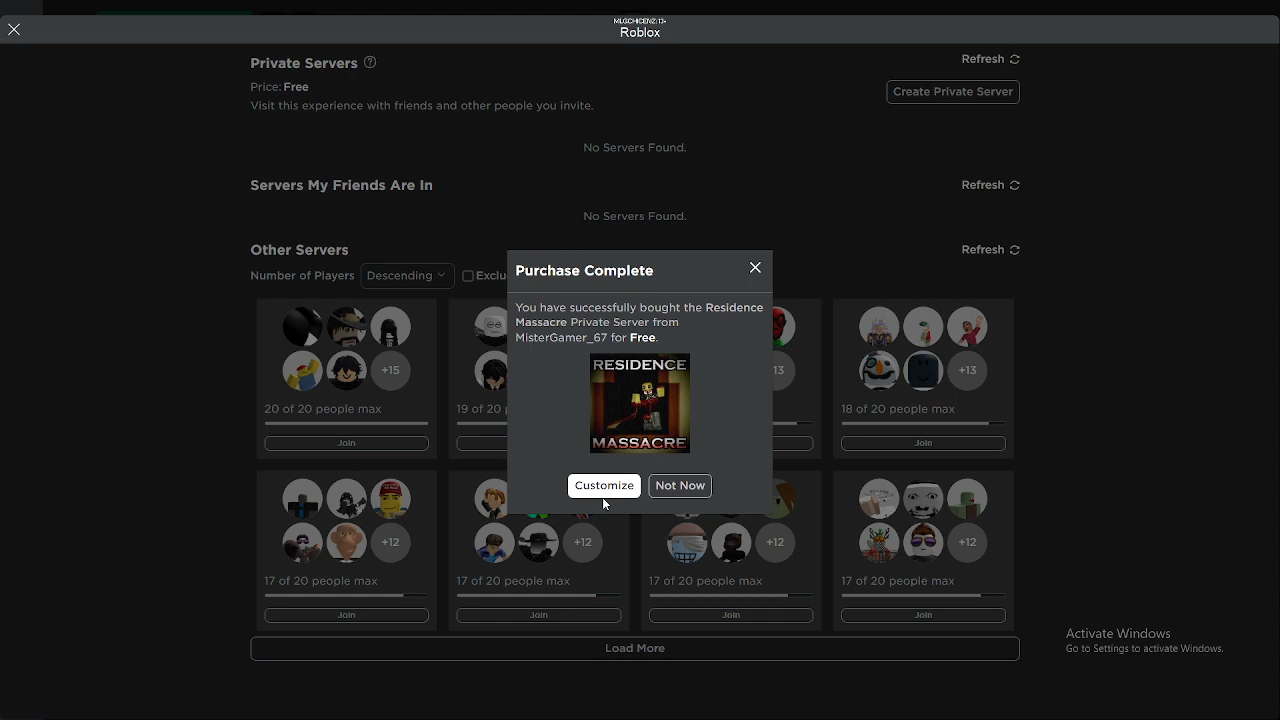 MLGCHICENZ: 13+
Roblox
Private Servers
Refresh
Price: Free
Create Private Server
Visit this experience with friends and other people you invite.
No Servers Found.
Servers My Friends Are In
Refresh
No Servers Found.
Other Servers
Refresh
Number of Players
Descending
Exclu
Purchase Complete
You have successfully bought the Residence
Massacre Private Server from
MisterGamer_67 for Free.
RESIDENCE
MASSACRE
Customize
Not Now
+15
13
+13
20 of 20 people max
19 of 20 p
18 of 20 people max
Join
Join
+12
+12
+12
+12
17 of 20 people max
17 of 20 people max
17 of 20 people max
17 of 20 people max
Join
Join
Join
Join
Load More
Activate Windows
Go to Settings to activate Windows.